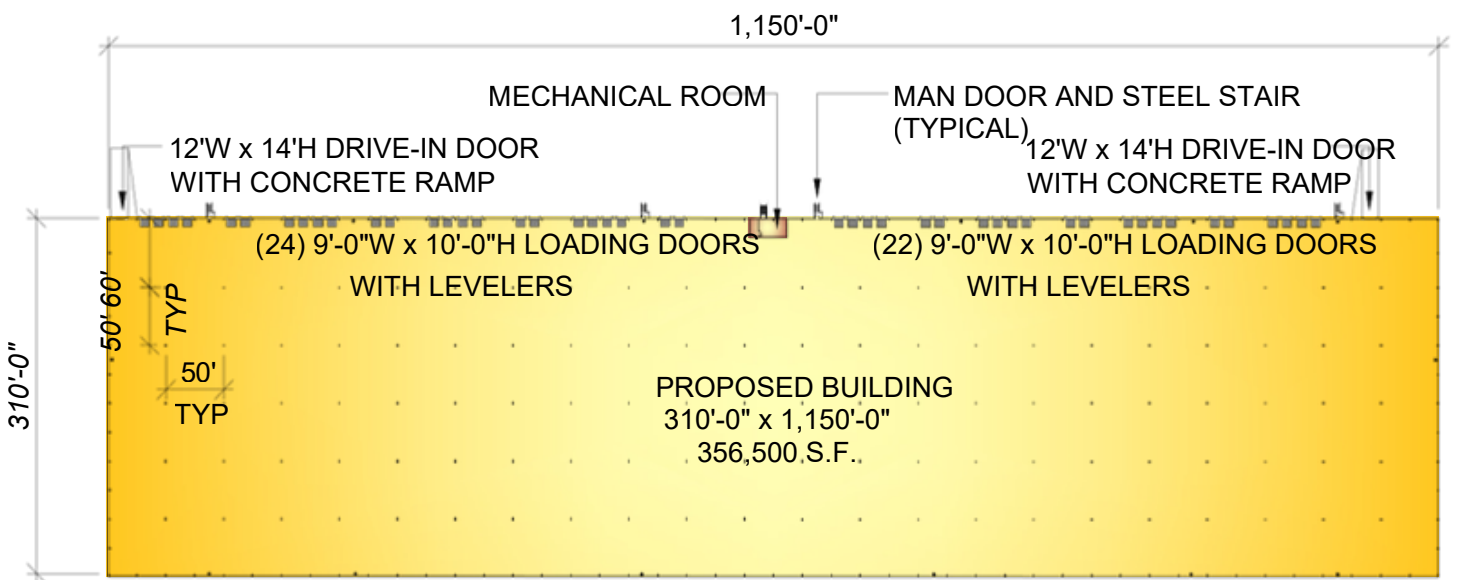 1,150'-0"
MECHANICAL ROOM
MAN DOOR AND STEEL STAIR
(TYPICAL)
12'W x 14'H DRIVE-IN DOOR
WITH CONCRETE RAMP
12'W x 14'H DRIVE-IN DOOR
WITH CONCRETE RAMP
(24) 9'-0"W x 10'-0"H LOADING DOORS
WITH LEVELERS
(22) 9'-0"W x 10'-0"H LOADING DOORS
WITH LEVELERS
50' 60'
TYP
310'-0"
50'
TYP
PROPOSED BUILDING
310'-0" x 1,150'-0"
356,500 S.F.